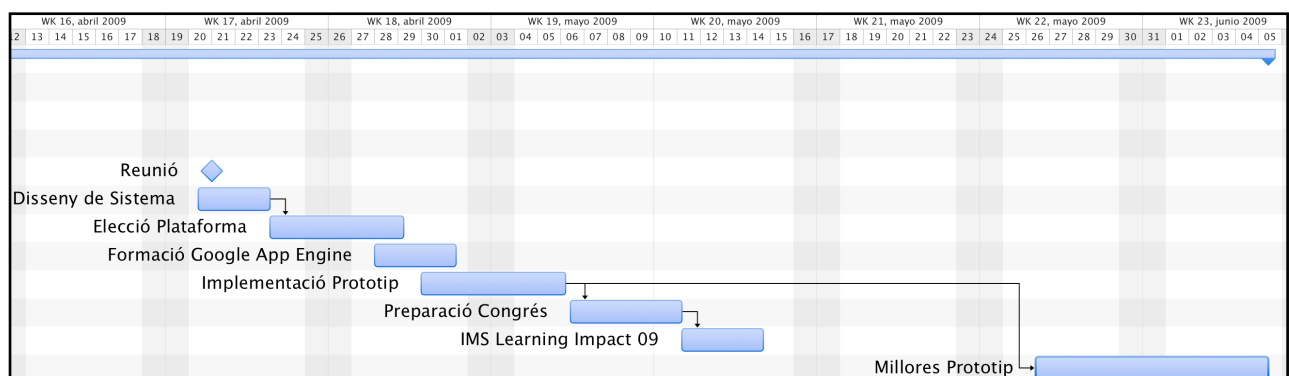 WK 16, abril 2009 WK 17, abril 2009 WK 18, abril 2009 WK 19, mayo 2009 WK 20, mayo 2009 WK 21, mayo 2009 WK 22, mayo 2009 WK 23, junio 2009
12 13 14 15 16 17 18 19 20 21 22 23 24 25 26 27 28 29 30 01 02 03 04 05 06 07 08 09 10 11 12 13 14 15 16 17 18 19 20 21 22 23 24 25 26 27 28 29 30 31 01 02 03 04 05
Reunió
Disseny de Sistema
Elecció Plataforma
Formació Google App Engine
Implementació Prototip
Preparació Congrés
IMS Learning Impact 09
Millores Prototip